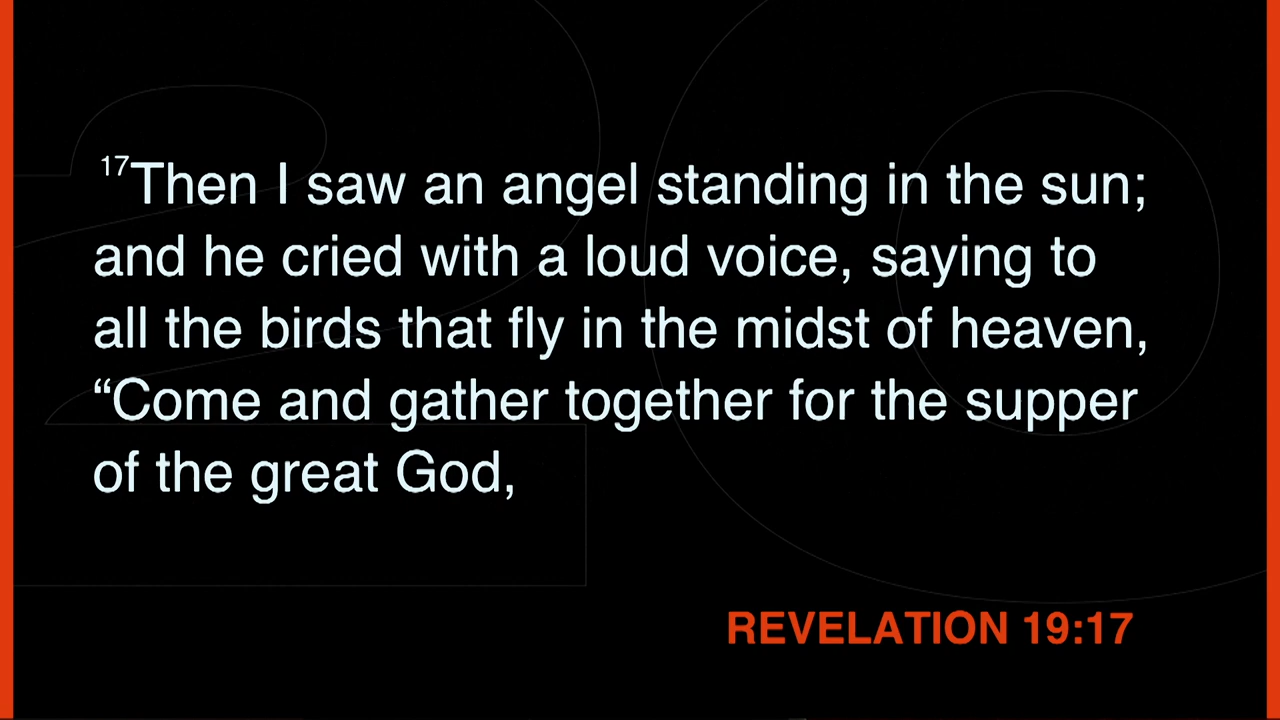 17Then I saw an angel standing in the sun;
and he cried with a loud voice, saying to
all the birds that fly in the midst of heaven,
“Come and gather together for the supper
of the great God,
REVELATION 19:17
20